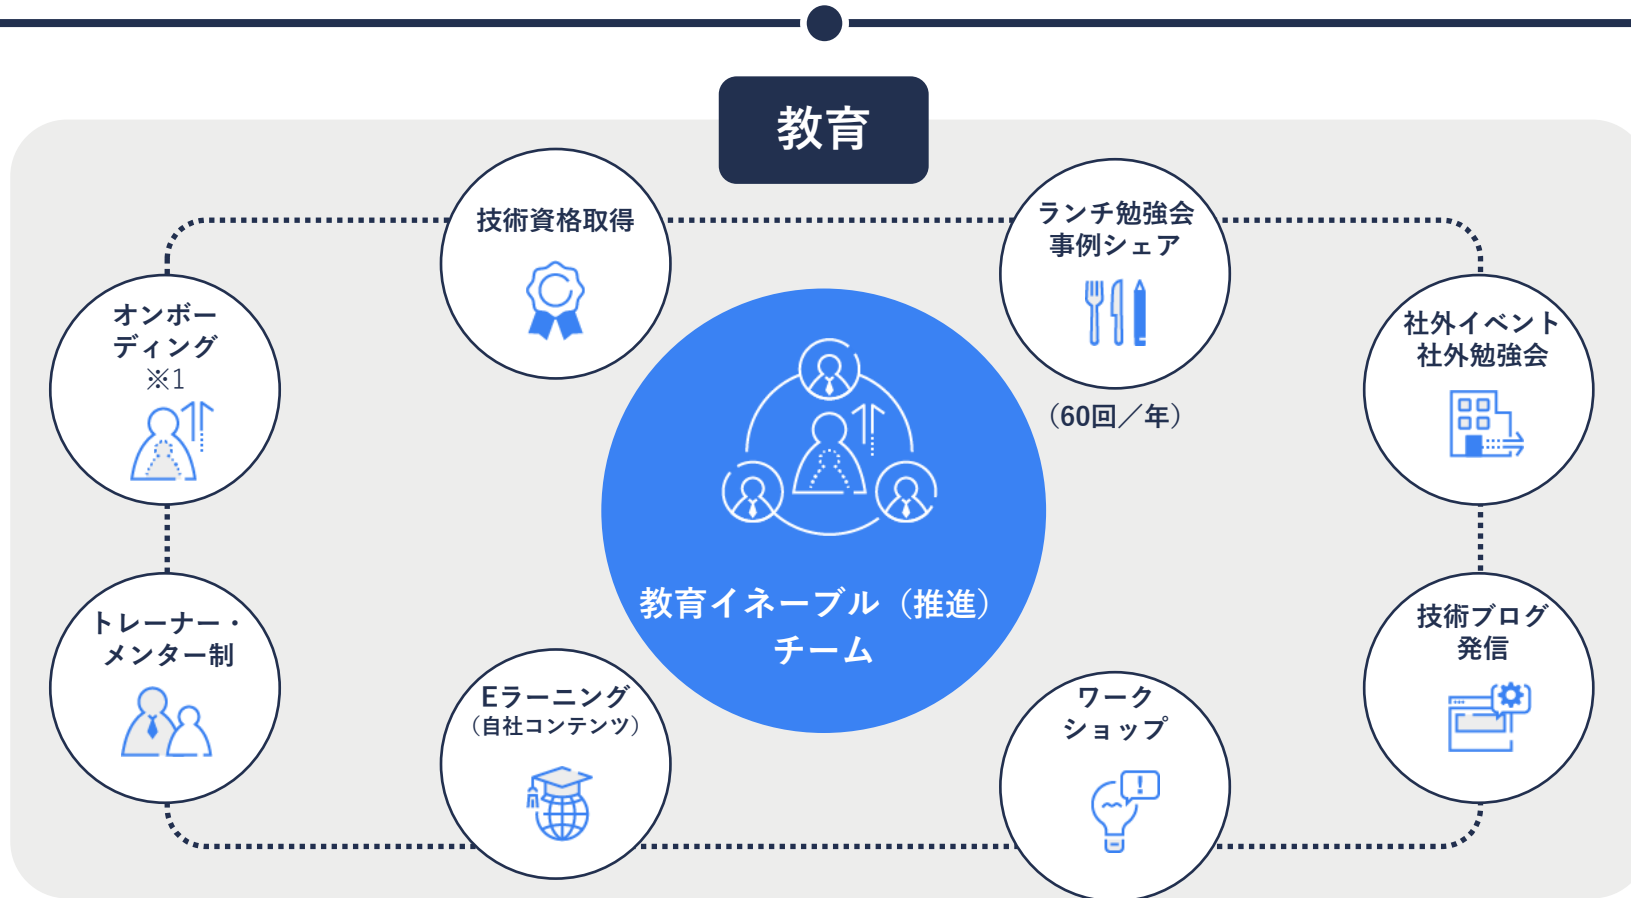 教育
技術資格取得
ランチ勉強会
事例シェア
（60回／年）
オンボー
ディング
※1
社外イベント
社外勉強会
教育イネーブル（推進）
チーム
トレーナー・
メンター制
Eラーニング
（自社コンテンツ）
ワーク
ショップ
技術ブログ
発信